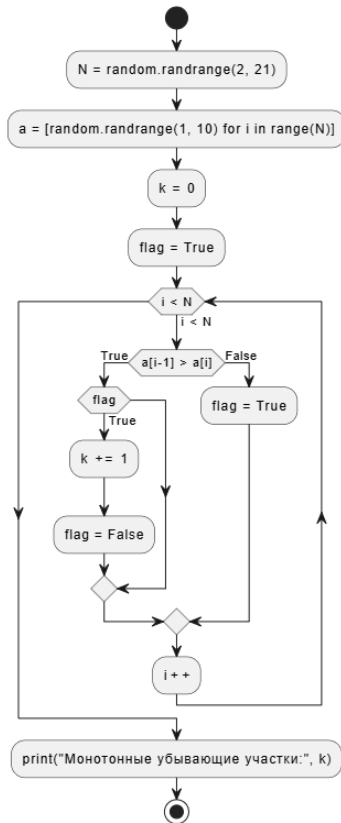 N = random.randrange(2, 21)
a = [random.randrange(1, 10) for i in range(N)]
k = 0
flag = True
i < N
i < N
True
a[i-1] > a[i]
False
flag
True
flag = True
k += 1
flag = False
i++
print("Монотонные убывающие участки:", k)